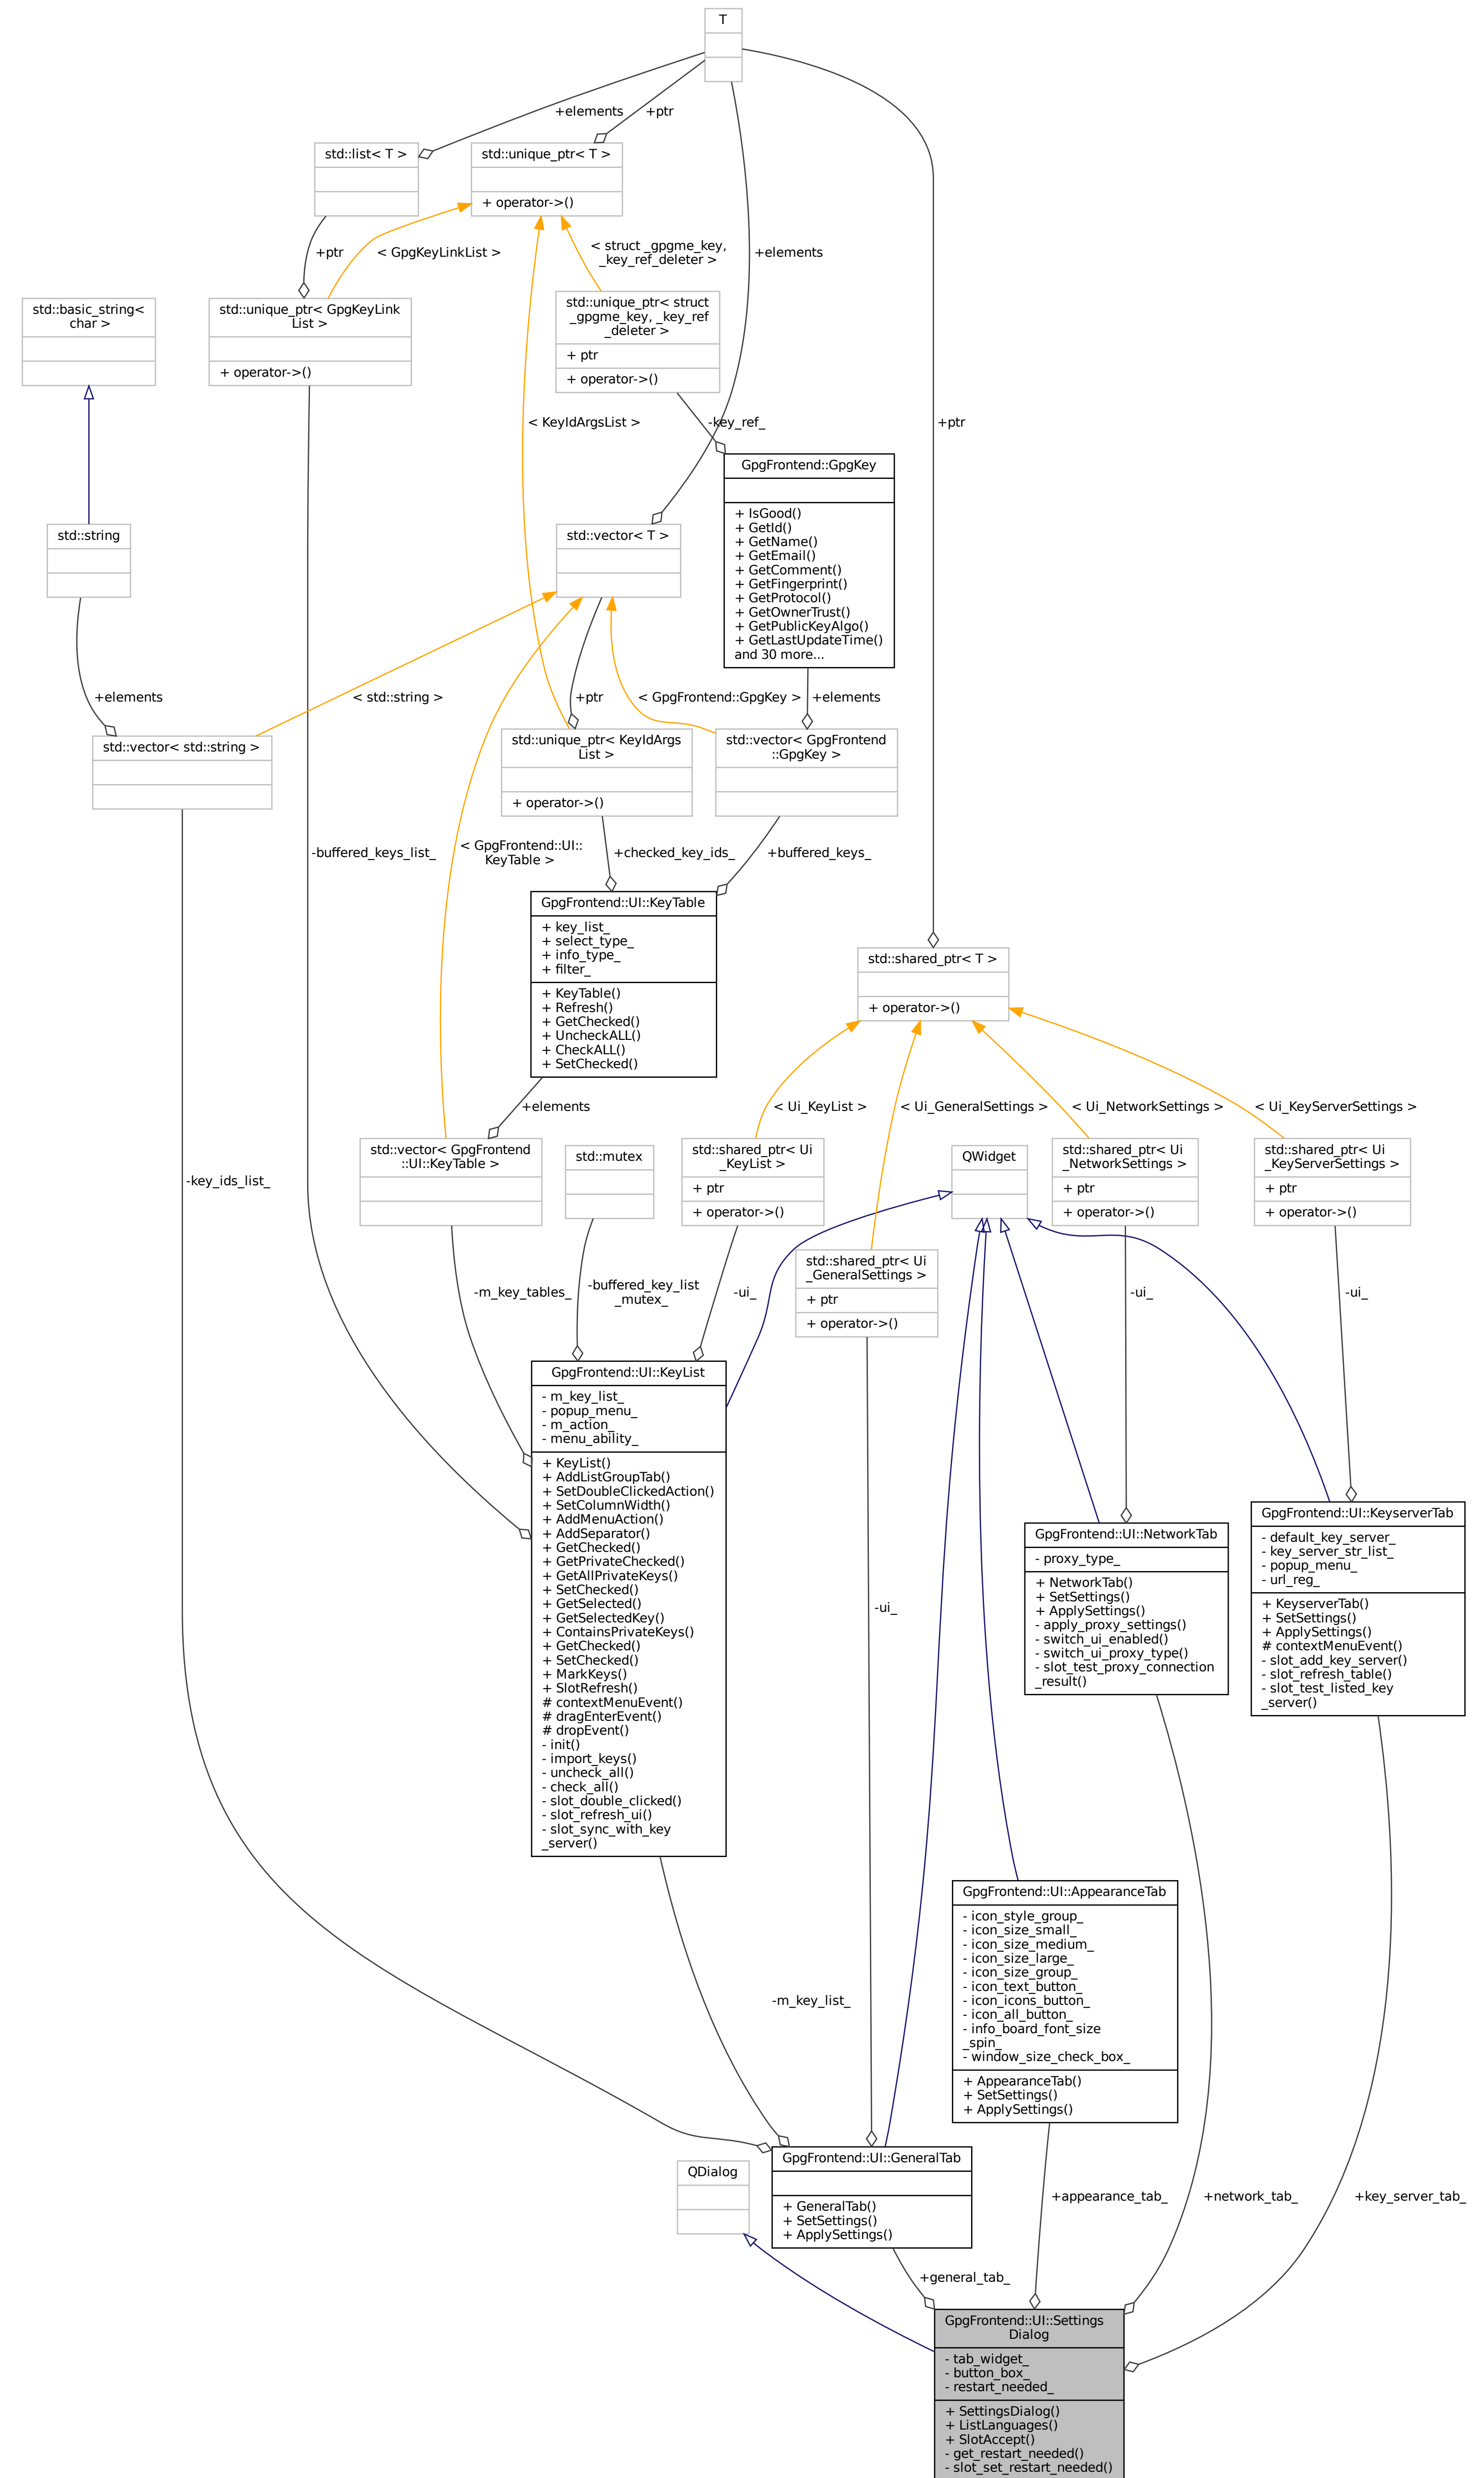 T
+elements
+ptr
std::list< T >
std::unique_ptr< T >
+ operator->()
+ptr
< GpgKeyLinkList >
< struct _gpgme_key,
_key_ref_deleter >
+elements
std::basic_string<
char >
std::unique_ptr< GpgKeyLink
List >
+ operator->()
std::unique_ptr< struct
_gpgme_key, _key_ref
_deleter >
+ ptr
+ operator->()
< KeyIdArgsList >
-key_ref_
+ptr
GpgFrontend::GpgKey
+ IsGood()
+ GetId()
+ GetName()
+ GetEmail()
+ GetComment()
+ GetFingerprint()
+ GetProtocol()
+ GetOwnerTrust()
+ GetPublicKeyAlgo()
+ GetLastUpdateTime()
and 30 more...
std::string
std::vector< T >
+elements
< std::string >
+ptr
< GpgFrontend::GpgKey >
+elements
std::vector< std::string >
std::unique_ptr< KeyIdArgs
List >
+ operator->()
std::vector< GpgFrontend
::GpgKey >
-buffered_keys_list_
< GpgFrontend::UI::
KeyTable >
+checked_key_ids_
+buffered_keys_
GpgFrontend::UI::KeyTable
+ key_list_
+ select_type_
+ info_type_
+ filter_
+ KeyTable()
+ Refresh()
+ GetChecked()
+ UncheckALL()
+ CheckALL()
+ SetChecked()
std::shared_ptr< T >
+ operator->()
+elements
< Ui_KeyList >
< Ui_GeneralSettings >
< Ui_NetworkSettings >
< Ui_KeyServerSettings >
-key_ids_list_
std::vector< GpgFrontend
::UI::KeyTable >
std::mutex
std::shared_ptr< Ui
_KeyList >
+ ptr
+ operator->()
QWidget
std::shared_ptr< Ui
_NetworkSettings >
+ ptr
+ operator->()
std::shared_ptr< Ui
_KeyServerSettings >
+ ptr
+ operator->()
std::shared_ptr< Ui
_GeneralSettings >
+ ptr
+ operator->()
-m_key_tables_
-buffered_key_list
_mutex_
-ui_
-ui_
-ui_
GpgFrontend::UI::KeyList
- m_key_list_
- popup_menu_
- m_action_
- menu_ability_
+ KeyList()
+ AddListGroupTab()
+ SetDoubleClickedAction()
+ SetColumnWidth()
+ AddMenuAction()
+ AddSeparator()
+ GetChecked()
+ GetPrivateChecked()
+ GetAllPrivateKeys()
+ SetChecked()
+ GetSelected()
+ GetSelectedKey()
+ ContainsPrivateKeys()
+ GetChecked()
+ SetChecked()
+ MarkKeys()
+ SlotRefresh()
# contextMenuEvent()
# dragEnterEvent()
# dropEvent()
- init()
- import_keys()
- uncheck_all()
- check_all()
- slot_double_clicked()
- slot_refresh_ui()
- slot_sync_with_key
_server()
-ui_
GpgFrontend::UI::NetworkTab
- proxy_type_
+ NetworkTab()
+ SetSettings()
+ ApplySettings()
- apply_proxy_settings()
- switch_ui_enabled()
- switch_ui_proxy_type()
- slot_test_proxy_connection
_result()
GpgFrontend::UI::KeyserverTab
- default_key_server_
- key_server_str_list_
- popup_menu_
- url_reg_
+ KeyserverTab()
+ SetSettings()
+ ApplySettings()
# contextMenuEvent()
- slot_add_key_server()
- slot_refresh_table()
- slot_test_listed_key
_server()
-m_key_list_
GpgFrontend::UI::AppearanceTab
- icon_style_group_
- icon_size_small_
- icon_size_medium_
- icon_size_large_
- icon_size_group_
- icon_text_button_
- icon_icons_button_
- icon_all_button_
- info_board_font_size
_spin_
- window_size_check_box_
+ AppearanceTab()
+ SetSettings()
+ ApplySettings()
QDialog
GpgFrontend::UI::GeneralTab
+ GeneralTab()
+ SetSettings()
+ ApplySettings()
+appearance_tab_
+network_tab_
+key_server_tab_
+general_tab_
GpgFrontend::UI::Settings
Dialog
- tab_widget_
- button_box_
- restart_needed_
+ SettingsDialog()
+ ListLanguages()
+ SlotAccept()
- get_restart_needed()
- slot_set_restart_needed()